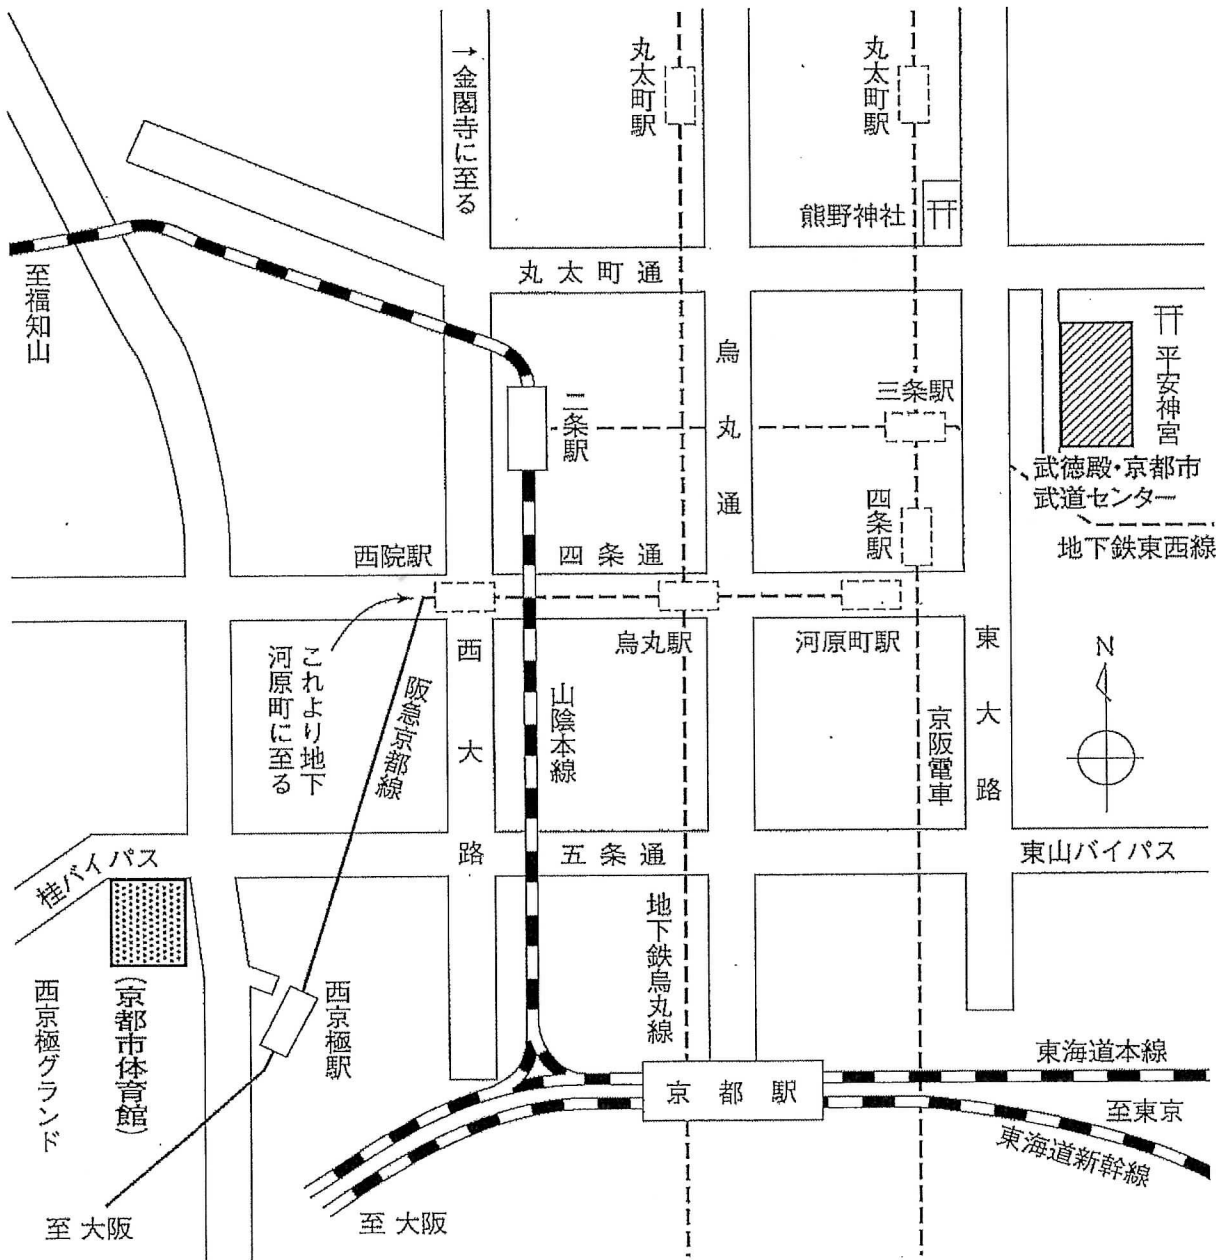 →金閣寺に至る
丸太町駅
丸太町駅
熊野神社
丸太町通
至福知山
烏丸通
二条駅
三条駅
平安神宮
武徳殿・京都市
武道センター
四条駅
地下鉄東西線
西院駅
四条通
烏丸駅
河原町駅
これより地下
河原町に至る
阪急京都線
西大路
山陰本線
京阪電車
東大路
N
桂バイパス
五条通
東山バイパス
西京極グランド
(京都市体育館)
西京極駅
地下鉄烏丸線
京都駅
東海道本線
至東京
東海道新幹線
至 大阪
至 大阪